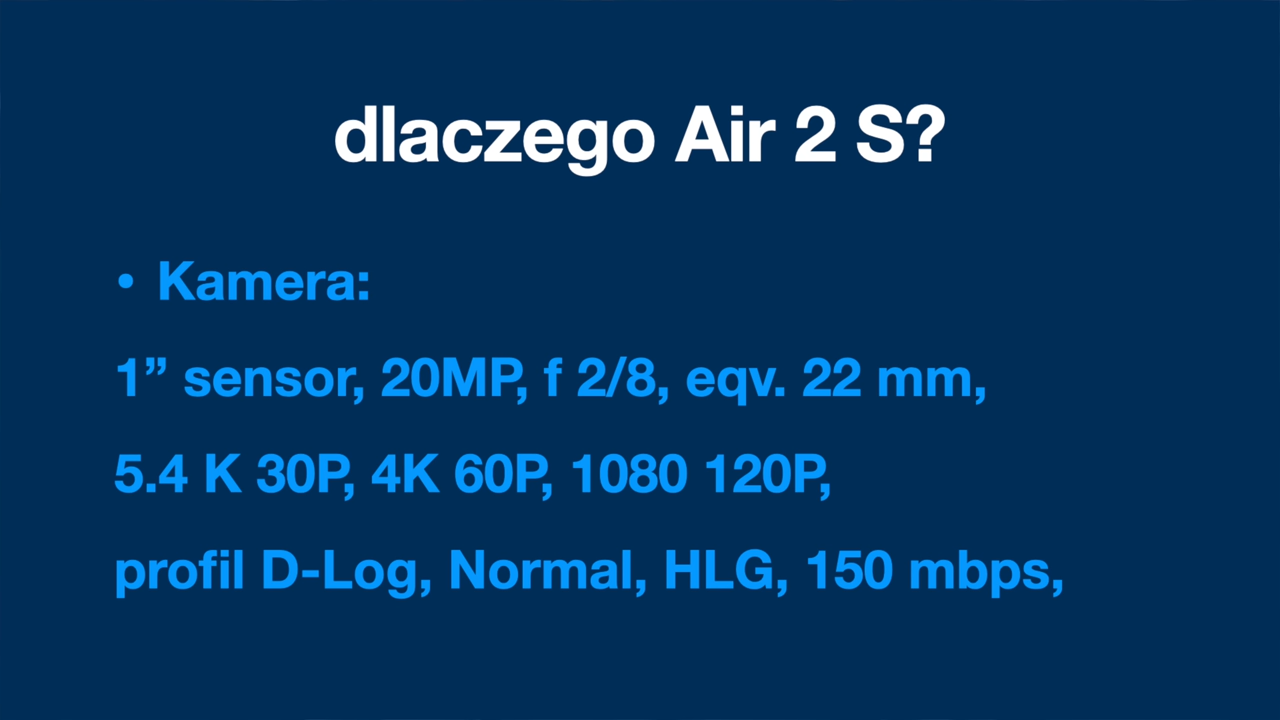 dlaczego Air 2 S?
• Kamera:
1” sensor, 20MP, f 2/8, eqv. 22 mm,
5.4 K 30P, 4K 60P, 1080 120P,
profil D-Log, Normal, HLG, 150 mbps,